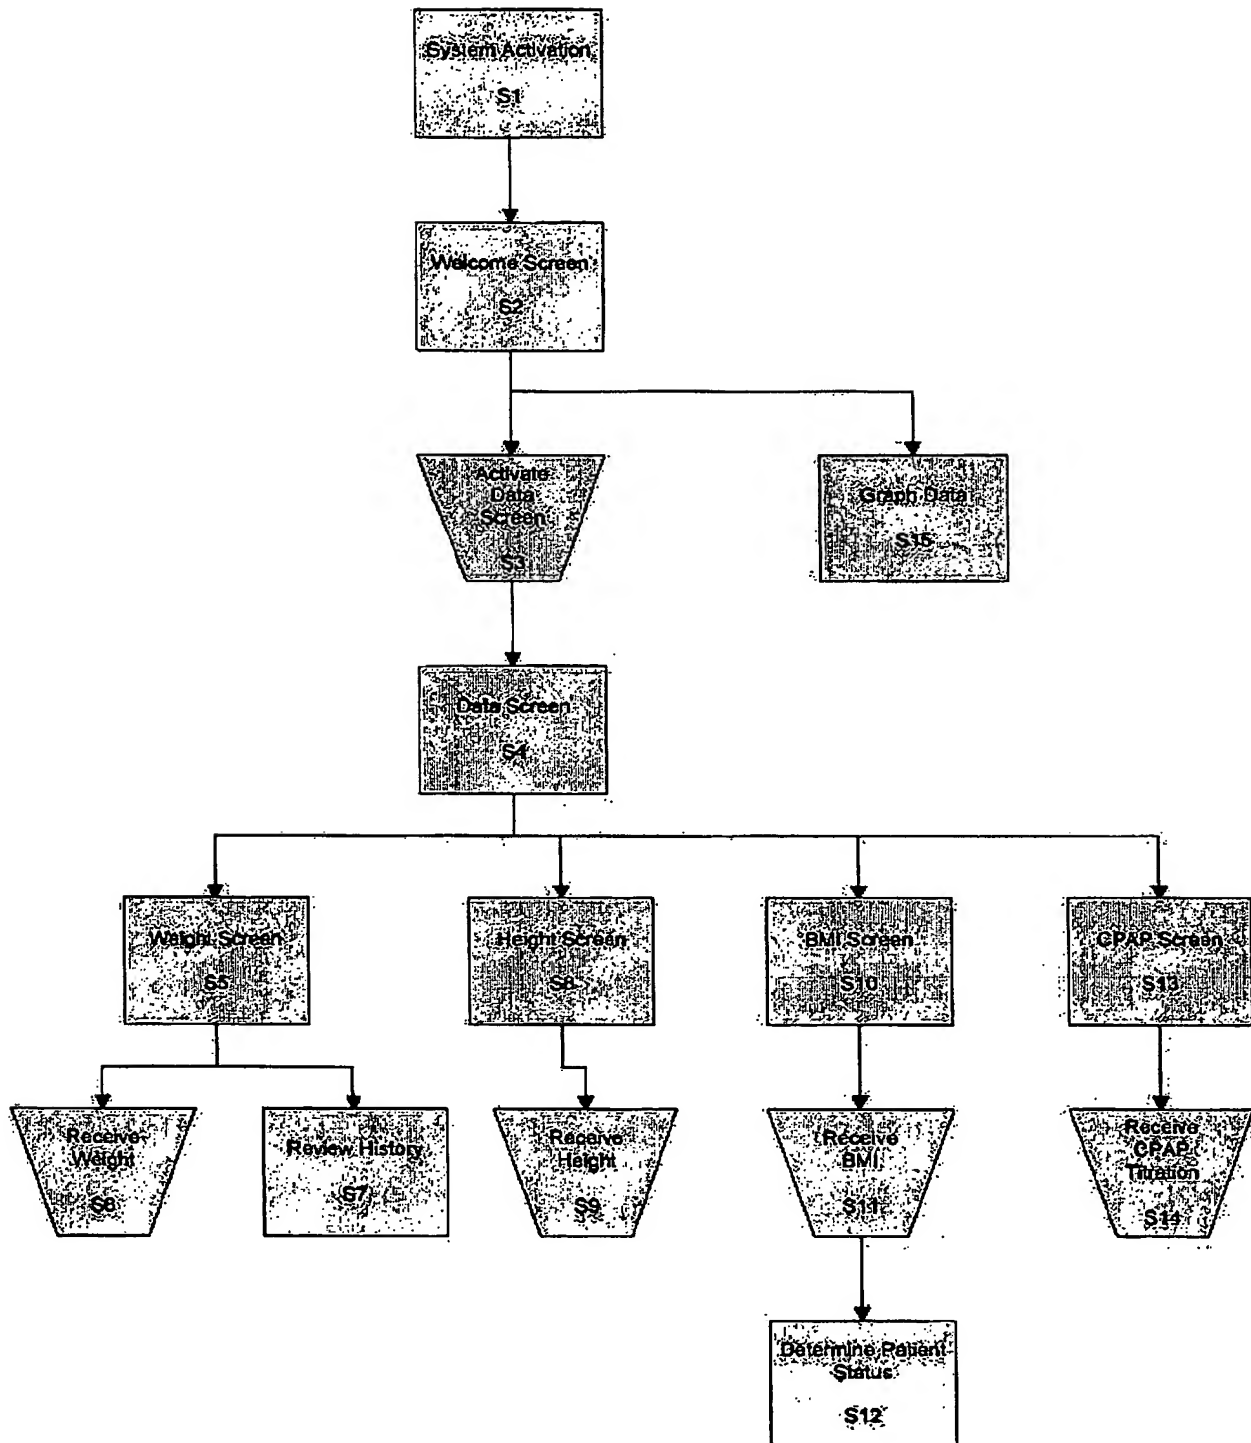 System Activation
S1
Welcome Screen
S2
Activate
Data
Screen
S3
Graph Data
S15
Data Screen
S4
Weight Screen
S5
Height Screen
S8
BMI Screen
S10
CPAP Screen
S13
Receive
Weight
S6
Review History
S7
Receive
Height
S9
Receive
BMI
S11
Receive
CPAP
Titration
S14
Determine Patient
Status
S12